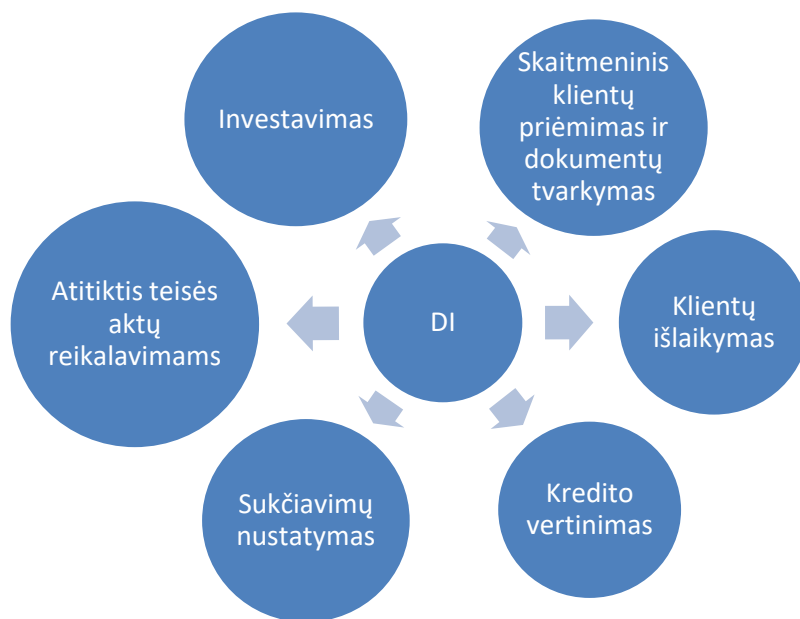 Investavimas
Skaitmeninis
klientų
priėmimas ir
dokumentų
tvarkymas
Atitiktis teisės
aktų
reikalavimams
DI
Klientų
išlaikymas
Sukčiavimų
nustatymas
Kredito
vertinimas